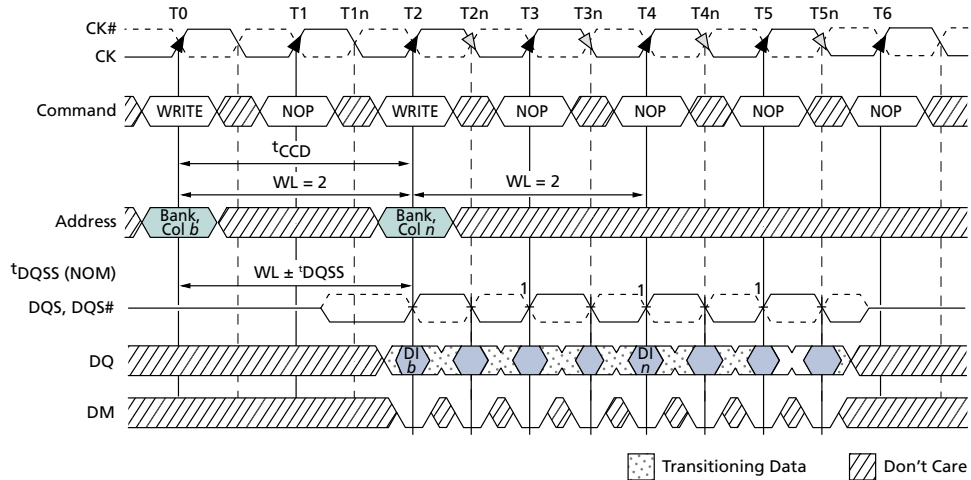 T0 T1 T1n T2 T2n T3 T3n T4 T4n T5 T5n T6
CK#
CK
Command WRITE NOP WRITE NOP NOP NOP NOP
tCCD
WL = 2 WL = 2
Address Bank, Col b Bank, Col n
tDQSS (NOM) WL ± tDQSS
DQS, DQS# 1 1 1
DQ DI b DI n
DM
Transitioning Data Don't Care